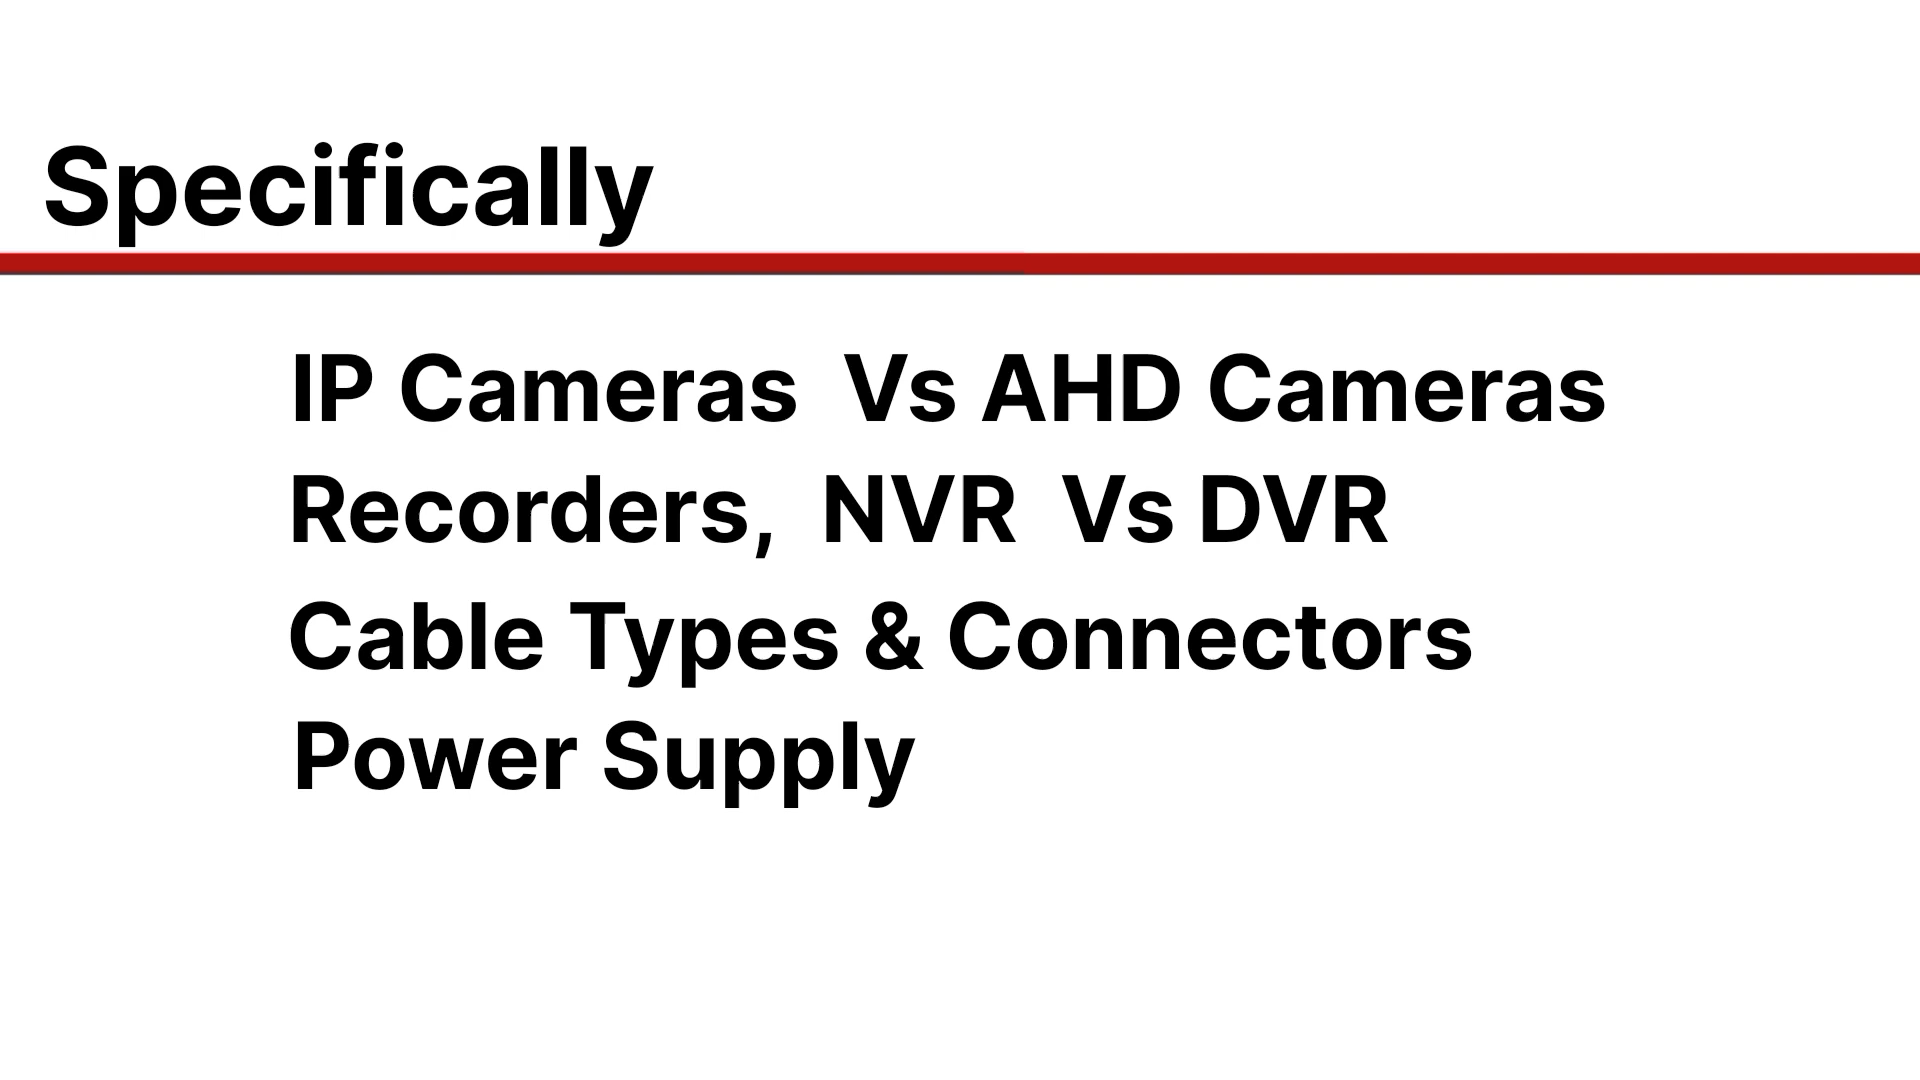 Specifically
IP Cameras  Vs AHD Cameras
Recorders,  NVR  Vs DVR
Cable Types & Connectors
Power Supply